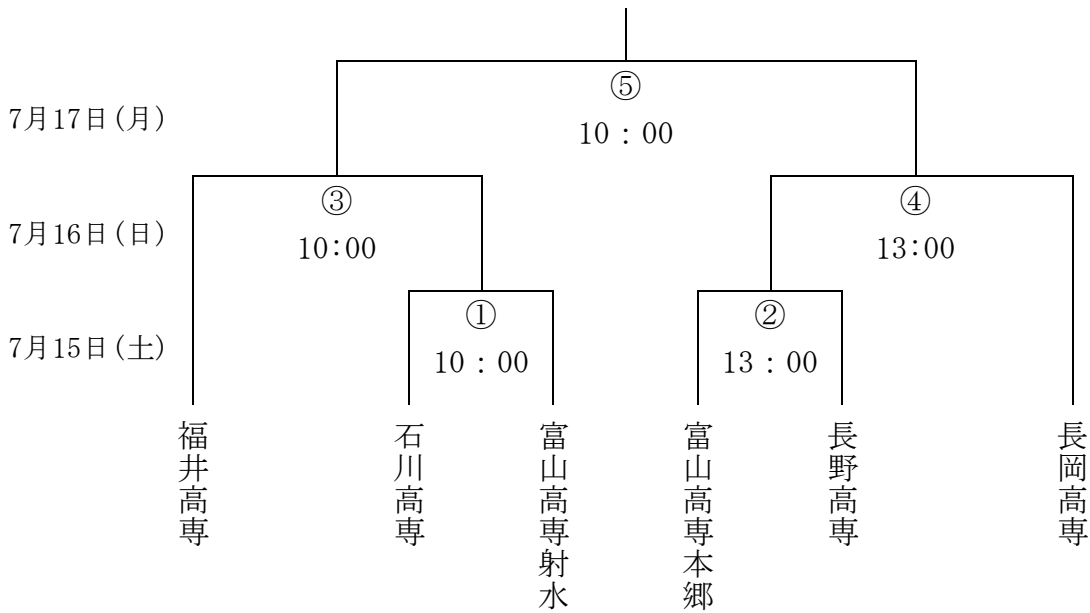 ⑤
7月17日(月)
10：00
③
④
7月16日(日)
10:00
13:00
①
②
7月15日(土)
10：00
13：00
福井高専
石川高専
富山高専射水
富山高専本郷
長野高専
長岡高専